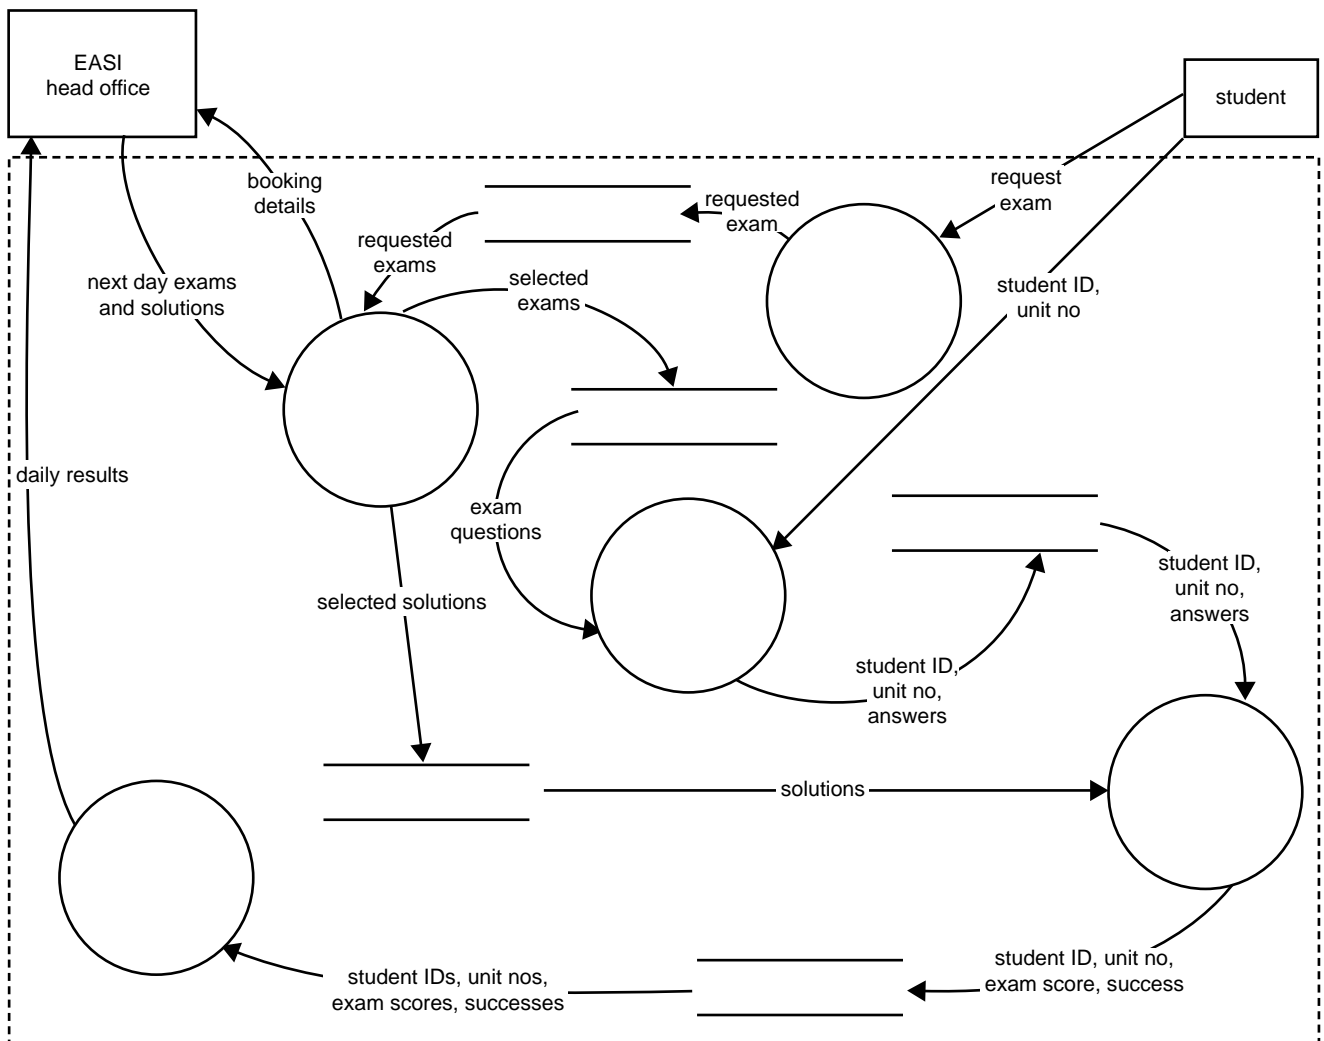 EASI
head office
student
booking
details
request
exam
requested
exam
requested
exams
selected
exams
next day exams
and solutions
student ID,
unit no
daily results
exam
questions
student ID,
unit no,
answers
selected solutions
student ID,
unit no,
answers
solutions
student ID, unit no,
exam score, success
student IDs, unit nos,
exam scores, successes